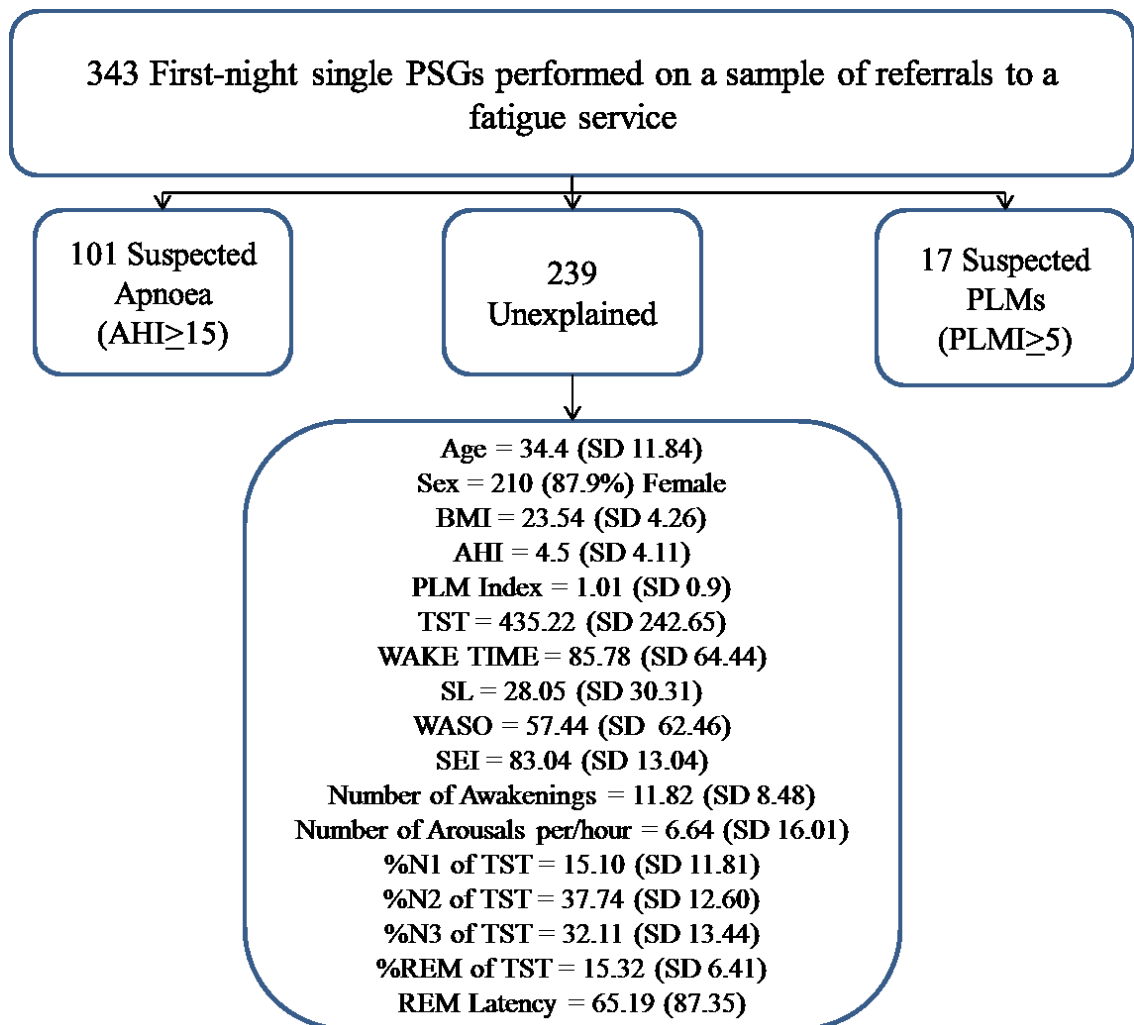 343 First-night single PSGs performed on a sample of referrals to a
fatigue service
101 Suspected
Apnoea
(AHI≥15)
239
Unexplained
17 Suspected
PLMs
(PLMI≥5)
Age = 34.4 (SD 11.84)
Sex = 210 (87.9%) Female
BMI = 23.54 (SD 4.26)
AHI = 4.5 (SD 4.11)
PLM Index = 1.01 (SD 0.9)
TST = 435.22 (SD 242.65)
WAKE TIME = 85.78 (SD 64.44)
SL = 28.05 (SD 30.31)
WASO = 57.44 (SD 62.46)
SEI = 83.04 (SD 13.04)
Number of Awakenings = 11.82 (SD 8.48)
Number of Arousals per/hour = 6.64 (SD 16.01)
%N1 of TST = 15.10 (SD 11.81)
%N2 of TST = 37.74 (SD 12.60)
%N3 of TST = 32.11 (SD 13.44)
%REM of TST = 15.32 (SD 6.41)
REM Latency = 65.19 (87.35)